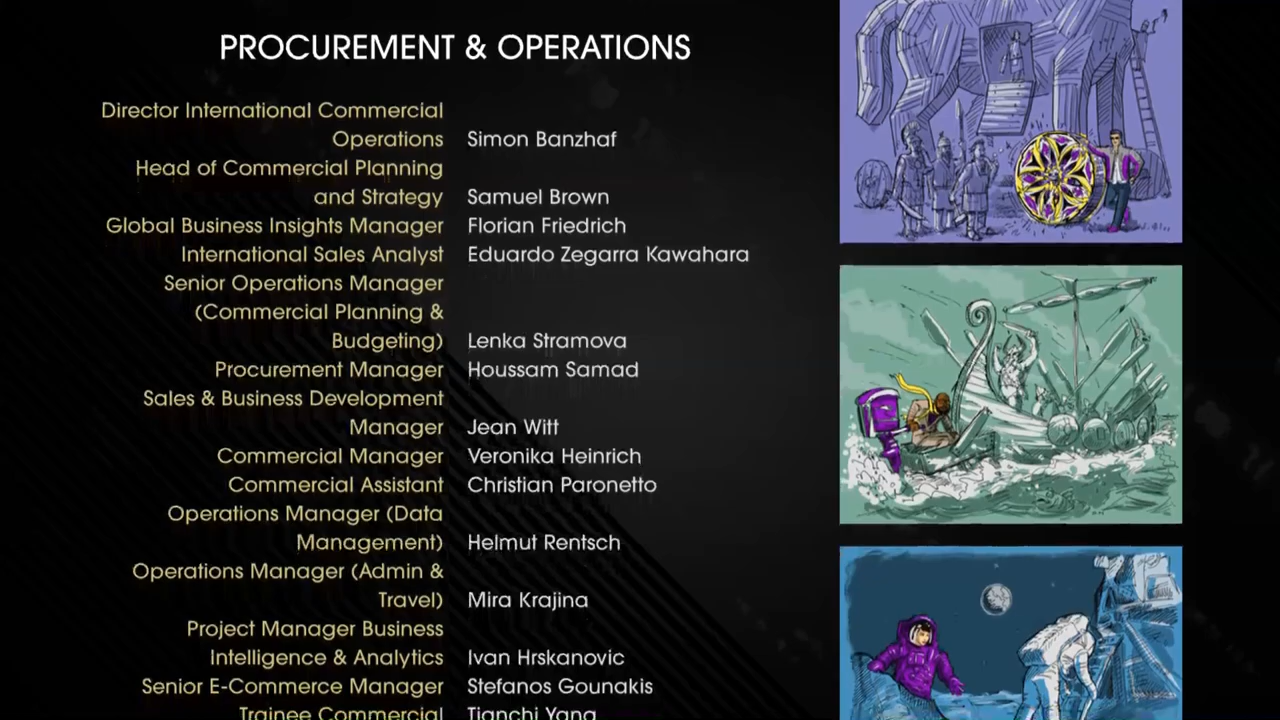 PROCUREMENT & OPERATIONS
Director International Commercial
Operations Simon Banzhaf
Head of Commercial Planning
and Strategy Samuel Brown
Global Business Insights Manager Florian Friedrich
International Sales Analyst Eduardo Zegarra Kawahara
Senior Operations Manager
(Commercial Planning &
Budgeting) Lenka Stramova
Procurement Manager Houssam Samad
Sales & Business Development
Manager Jean Witt
Commercial Manager Veronika Heinrich
Commercial Assistant Christian Paronetto
Operations Manager (Data
Management) Helmut Rentsch
Operations Manager (Admin &
Travel) Mira Krajina
Project Manager Business
Intelligence & Analytics Ivan Hrskanovic
Senior E-Commerce Manager Stefanos Gounakis
Trainee Commercial Tianchi Yang